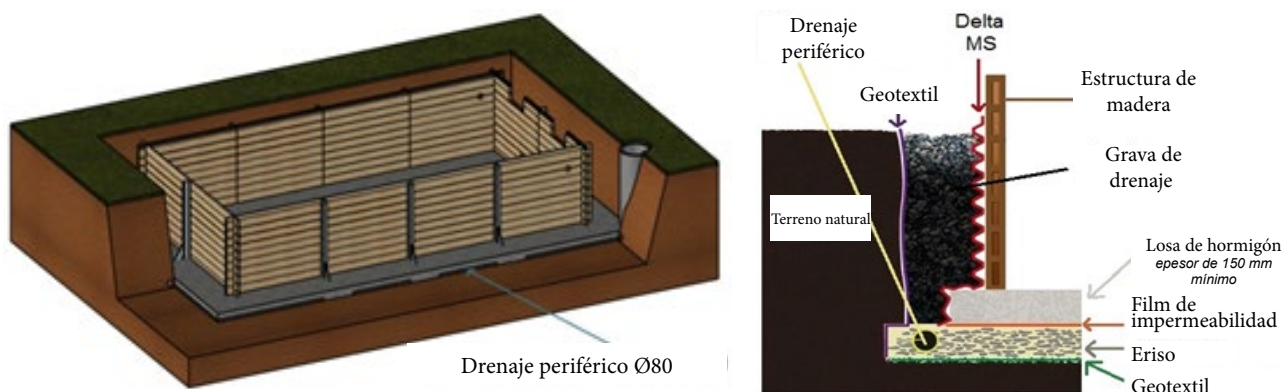 Drenaje periférico Ø80
Drenaje
periférico
Delta
MS
Geotextil
Estructura de
madera
Grava de
drenaje
Terreno natural
Losa de hormigón
epesor de 150 mm
mínimo
Film de
impermeabilidad
Eriso
Geotextil